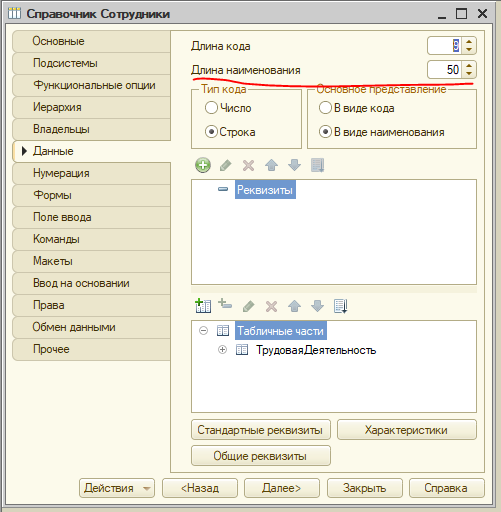 Справочник Сотрудники
Основные
Подсистемы
Функциональные опции
Иерархия
Владельцы
Данные
Нумерация
Формы
Поле ввода
Команды
Макеты
Ввод на основании
Права
Обмен данными
Прочее
Длина кода 9
Длина наименования 50
Тип кода
Число
Строка
Основное представление
В виде кода
В виде наименования
Реквизиты
Табличные части
ТрудоваяДеятельность
Стандартные реквизиты Характеристики
Общие реквизиты
Действия <Назад Далее> Закрыть Справка